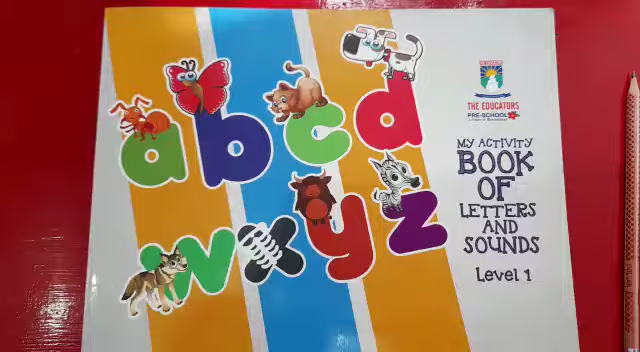 a b c d
w x y z
THE EDUCATORS
PRE-SCHOOL
MY ACTIVITY
BOOK
OF
LETTERS
AND
SOUNDS
Level 1